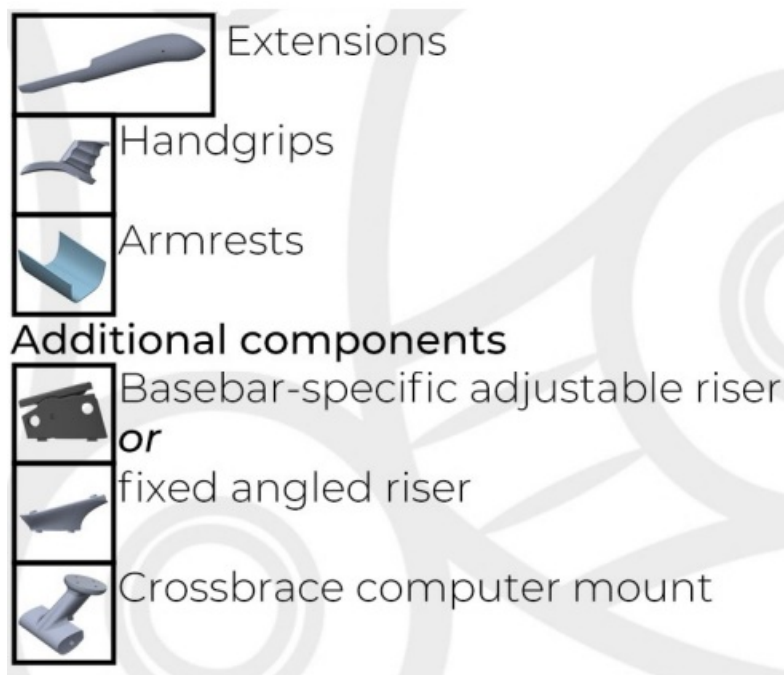 Extensions
Handgrips
Armrests
Additional components
Basebar-specific adjustable riser
or
fixed angled riser
Crossbrace computer mount